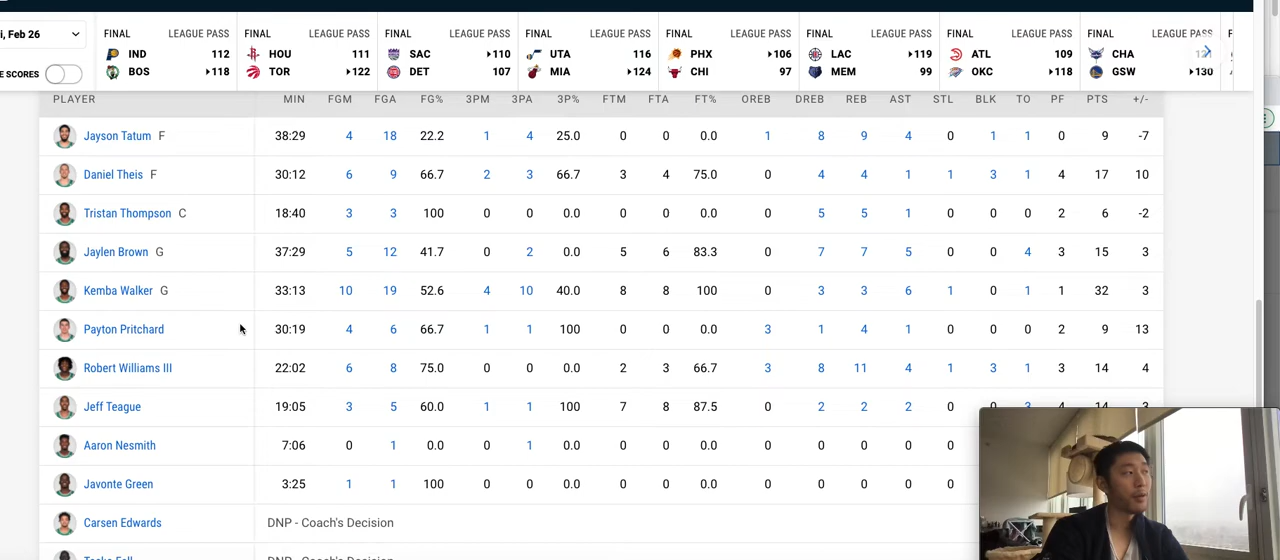 i, Feb 26
E SCORES
FINAL LEAGUE PASS
IND 112
BOS 118
FINAL LEAGUE PASS
HOU 111
TOR 122
FINAL LEAGUE PASS
SAC 110
DET 107
FINAL LEAGUE PASS
UTA 116
MIA 124
FINAL LEAGUE PASS
PHX 106
CHI 97
FINAL LEAGUE PASS
LAC 119
MEM 99
FINAL LEAGUE PASS
ATL 109
OKC 118
FINAL LEAGUE PASS
CHA
GSW 130
PLAYER MIN FGM FGA FG% 3PM 3PA 3P% FTM FTA FT% OREB DREB REB AST STL BLK TO PF PTS +/-
Jayson Tatum F 38:29 4 18 22.2 1 4 25.0 0 0 0.0 1 8 9 4 0 1 1 0 9 -7
Daniel Theis F 30:12 6 9 66.7 2 3 66.7 3 4 75.0 0 4 4 1 1 3 1 4 17 10
Tristan Thompson C 18:40 3 3 100 0 0 0.0 0 0 0.0 0 5 5 1 0 0 0 2 6 -2
Jaylen Brown G 37:29 5 12 41.7 0 2 0.0 5 6 83.3 0 7 7 5 0 0 4 3 15 3
Kemba Walker G 33:13 10 19 52.6 4 10 40.0 8 8 100 0 3 3 6 1 0 1 1 32 3
Payton Pritchard 30:19 4 6 66.7 1 1 100 0 0 0.0 3 1 4 1 0 0 0 2 9 13
Robert Williams III 22:02 6 8 75.0 0 0 0.0 2 3 66.7 3 8 11 4 1 3 1 3 14 4
Jeff Teague 19:05 3 5 60.0 1 1 100 7 8 87.5 0 2 2 2 0 0 3 4 14 3
Aaron Nesmith 7:06 0 1 0.0 0 1 0.0 0 0 0.0 0 0 0 0 0
Javonte Green 3:25 1 1 100 0 0 0.0 0 0 0.0 0 0 0 0 0
Carsen Edwards DNP - Coach's Decision
DNP - Coach's Decision